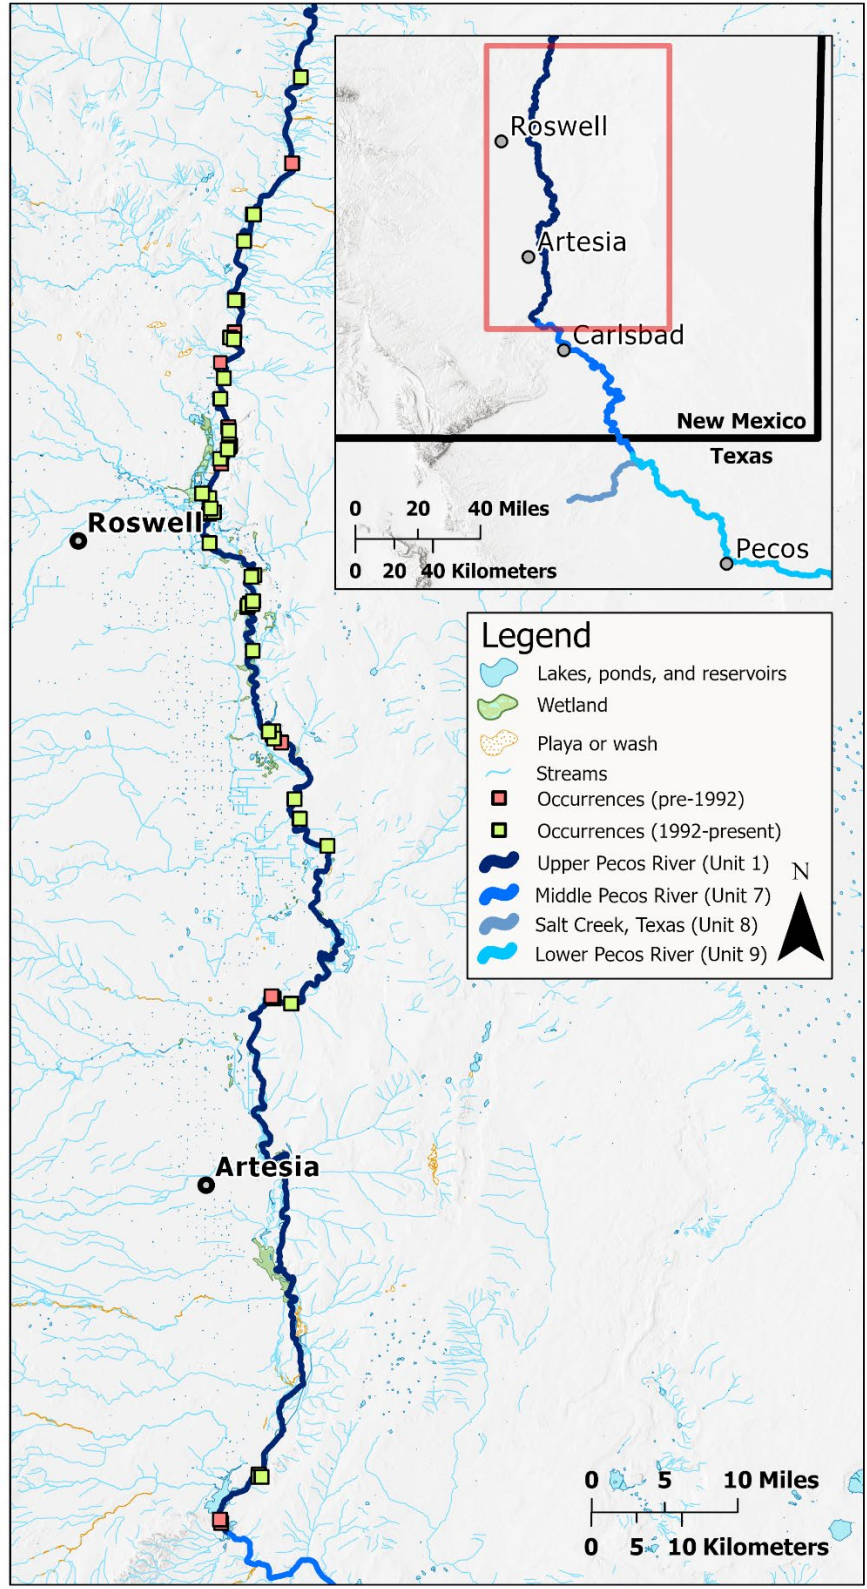 Roswell
Artesia
Carlsbad
New Mexico
Texas
0 20 40 Miles
0 20 40 Kilometers
Pecos
Roswell
Legend
Lakes, ponds, and reservoirs
Wetland
Playa or wash
Streams
Occurrences (pre-1992)
Occurrences (1992-present)
Upper Pecos River (Unit 1)
N
Middle Pecos River (Unit 7)
Salt Creek, Texas (Unit 8)
Lower Pecos River (Unit 9)
Artesia
0 5 10 Miles
0 5 10 Kilometers